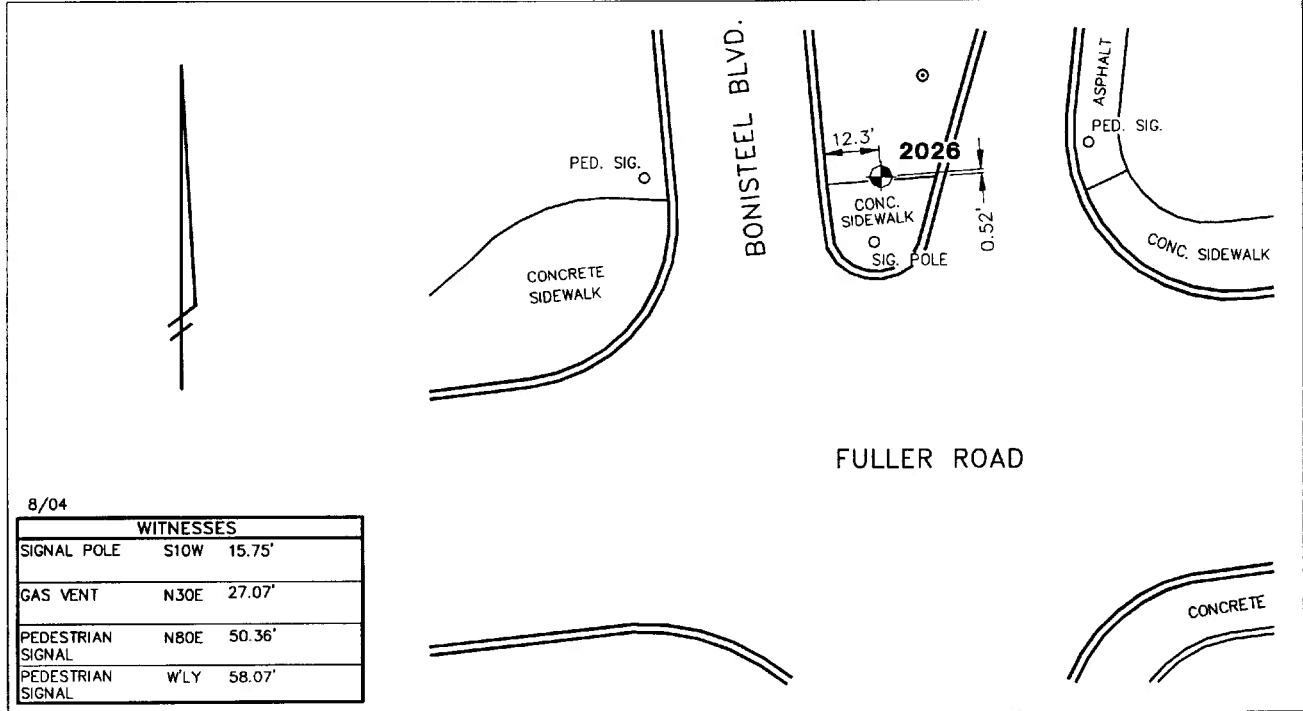 BONISTEEL BLVD.
ASPHALT
PED. SIG.
12.3'
2026
PED. SIG.
CONC.
SIDEWALK
0.52'
SIG. POLE
CONC. SIDEWALK
CONCRETE
SIDEWALK
FULLER ROAD
8/04
WITNESSES
SIGNAL POLE S10W 15.75'
GAS VENT N30E 27.07'
PEDESTRIAN
SIGNAL N80E 50.36'
PEDESTRIAN
SIGNAL W'LY 58.07'
CONCRETE